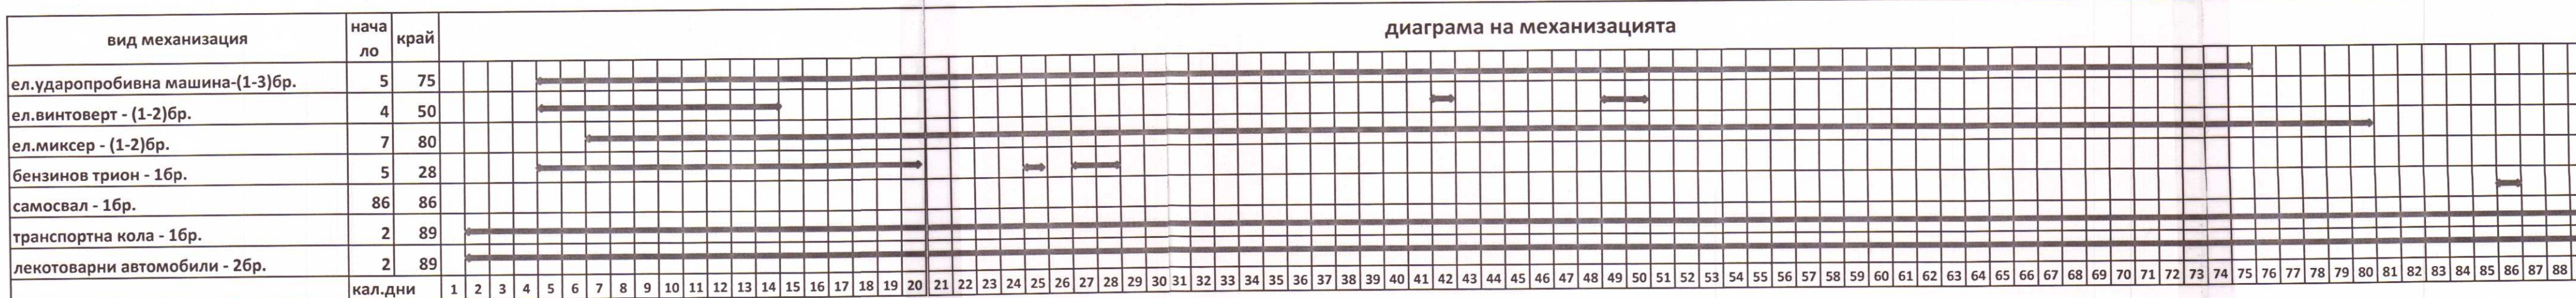 вид механизация нача ло край диаграма на механизацията
ел.ударопробивна машина-(1-3)бр. 5 75
ел.винтоверт - (1-2)бр. 4 50
ел.миксер - (1-2)бр. 7 80
бензинов трион - 1бр. 5 28
самосвал - 1бр. 86 86
транспортна кола - 1бр. 2 89
лекотоварни автомобили - 2бр. 2 89
кал.дни 1 2 3 4 5 6 7 8 9 10 11 12 13 14 15 16 17 18 19 20 21 22 23 24 25 26 27 28 29 30 31 32 33 34 35 36 37 38 39 40 41 42 43 44 45 46 47 48 49 50 51 52 53 54 55 56 57 58 59 60 61 62 63 64 65 66 67 68 69 70 71 72 73 74 75 76 77 78 79 80 81 82 83 84 85 86 87 88